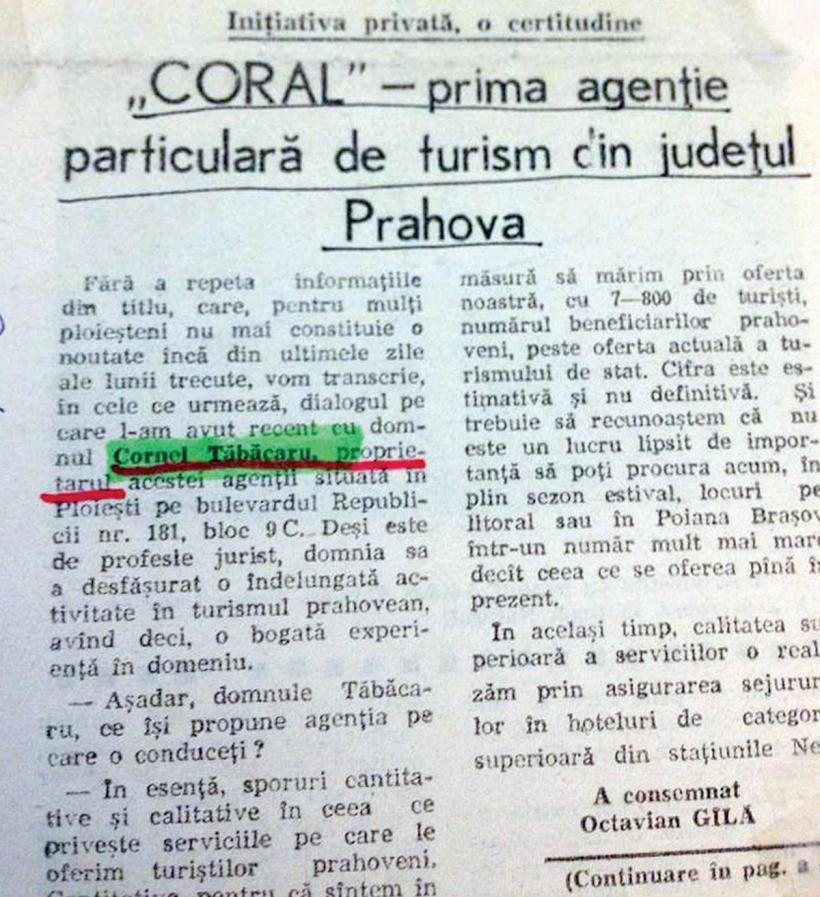 Inițiativa privată, o certitudine
„CORAL” — prima agenție
particulară de turism din județul
Prahova
Fără a repeta informațiile
din titlu, care, pentru mulți
ploieșteni nu mai constituie o
noutate încă din ultimele zile
ale lunii trecute, vom transcrie,
în cele ce urmează, dialogul pe
care l-am avut recent cu dom-
nul Cornel Tăbăcaru, proprie-
tarul acestei agenții situată în
Ploiești pe bulevardul Republi-
cii nr. 181, bloc 9 C. Deși este
de profesie jurist, domnia sa
a desfășurat o îndelungată ac-
tivitate în turismul prahovean,
avînd deci, o bogată experi-
ență în domeniu.
— Așadar, domnule Tăbăca-
ru, ce își propune agenția pe
care o conduceți ?
— In esență, sporuri cantita-
tive și calitative în ceea ce
privește serviciile pe care le
oferim turiștilor prahoveni.
Cantitative, pentru că sîntem în
măsură să mărim prin oferta
noastră, cu 7—800 de turiști,
numărul beneficiarilor praho-
veni, peste oferta actuală a tu-
rismului de stat. Cifra este es-
timativă și nu definitivă. Și
trebuie să recunoaștem că nu
este un lucru lipsit de impor-
tanță să poți procura acum, în
plin sezon estival, locuri pe
litoral sau în Poiana Brașov
într-un număr mult mai mare
decît ceea ce se oferea pînă în
prezent.
In același timp, calitatea su
perioară a serviciilor o real
zăm prin asigurarea sejurur
lor în hoteluri de categor
superioară din stațiunile Ne
A consemnat
Octavian GÎLĂ
(Continuare în pag. a